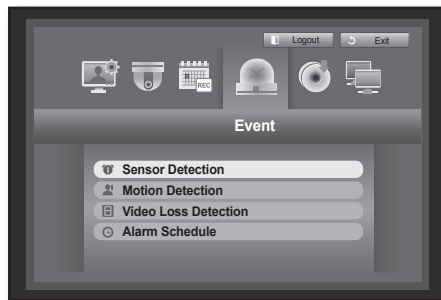 Logout Exit
REC
Event
Sensor Detection
Motion Detection
Video Loss Detection
Alarm Schedule